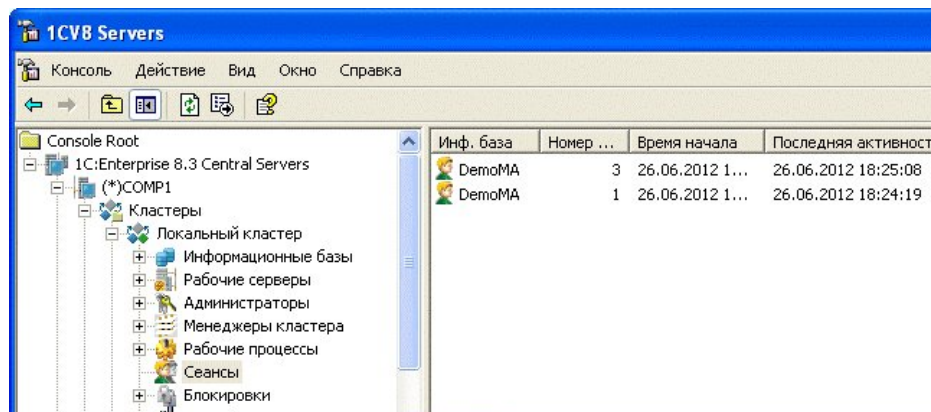 1CV8 Servers
Консоль Действие Вид Окно Справка
Console Root
1C:Enterprise 8.3 Central Servers
(*)COMP1
Кластеры
Локальный кластер
Информационные базы
Рабочие серверы
Администраторы
Менеджеры кластера
Рабочие процессы
Сеансы
Блокировки
Инф. база Номер ... Время начала Последняя активност
DemoMA 3 26.06.2012 1... 26.06.2012 18:25:08
DemoMA 1 26.06.2012 1... 26.06.2012 18:24:19